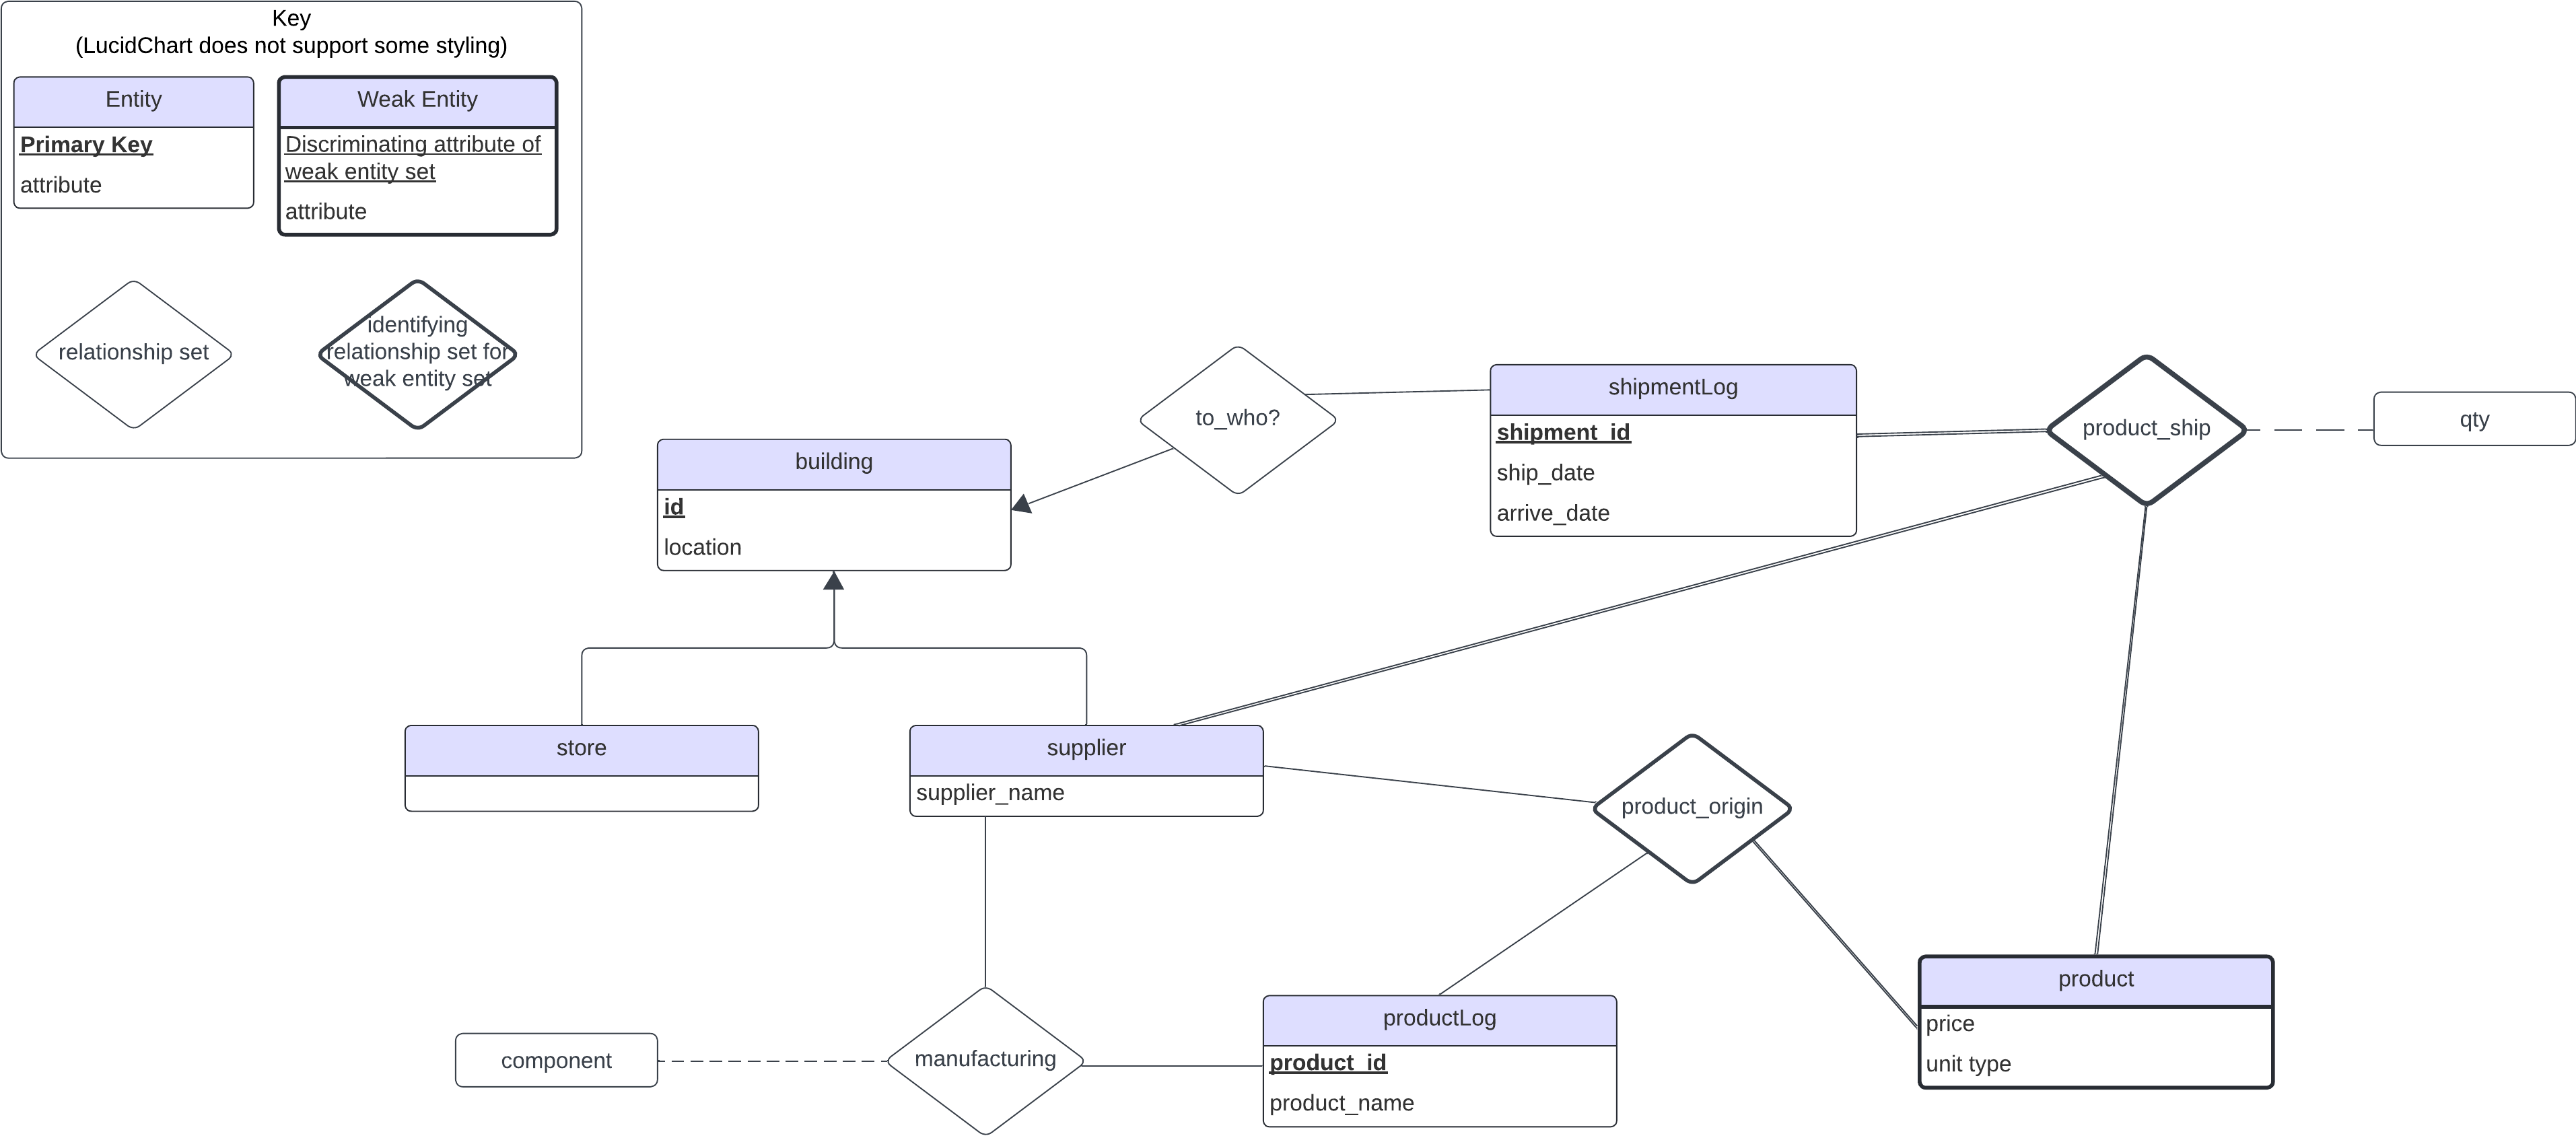 Key
(LucidChart does not support some styling)
Entity
Primary Key
attribute
Weak Entity
Discriminating attribute of
weak entity set
attribute
relationship set
identifying
relationship set for
weak entity set
to_who?
shipmentLog
shipment_id
ship_date
arrive_date
product_ship
qty
building
id
location
store
supplier
supplier_name
product_origin
product
price
unit type
component
manufacturing
productLog
product_id
product_name